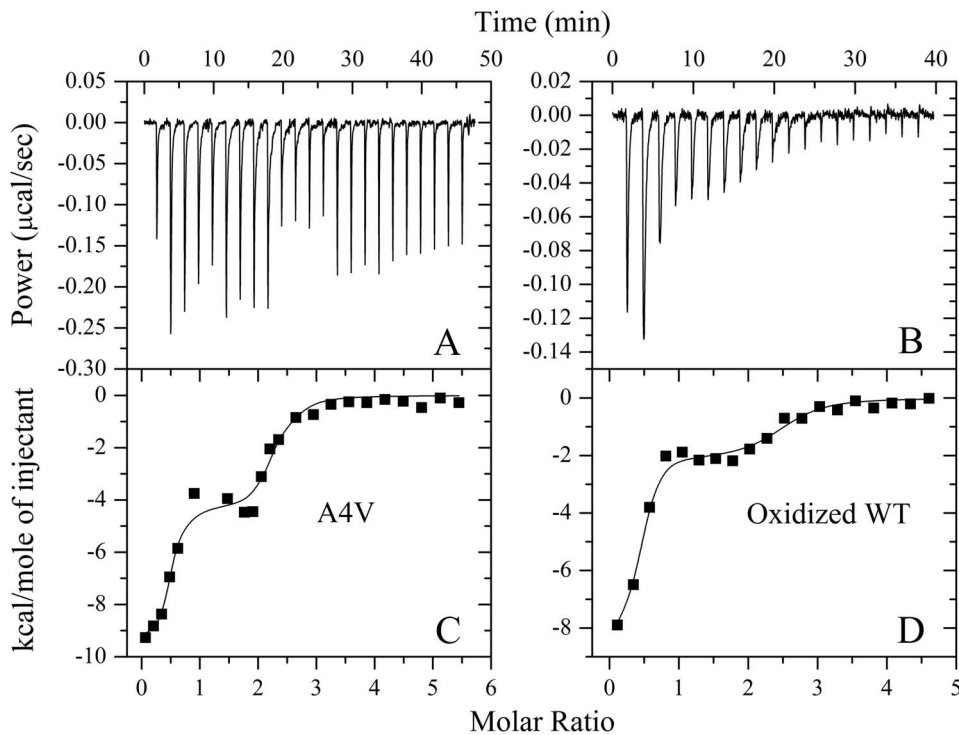 Time (min)
0 10 20 30 40 50 0 10 20 30 40
0.05
0.00
-0.05
-0.10
-0.15
-0.20
-0.25
-0.30
0.02
0.00
-0.02
-0.04
-0.06
-0.08
-0.10
-0.12
-0.14
Power (μcal/sec)
A
B
0
-2
-4
-6
-8
-10
0
-2
-4
-6
-8
kcal/mole of injectant
A4V
Oxidized WT
C
D
0 1 2 3 4 5 6 0 1 2 3 4 5
Molar Ratio